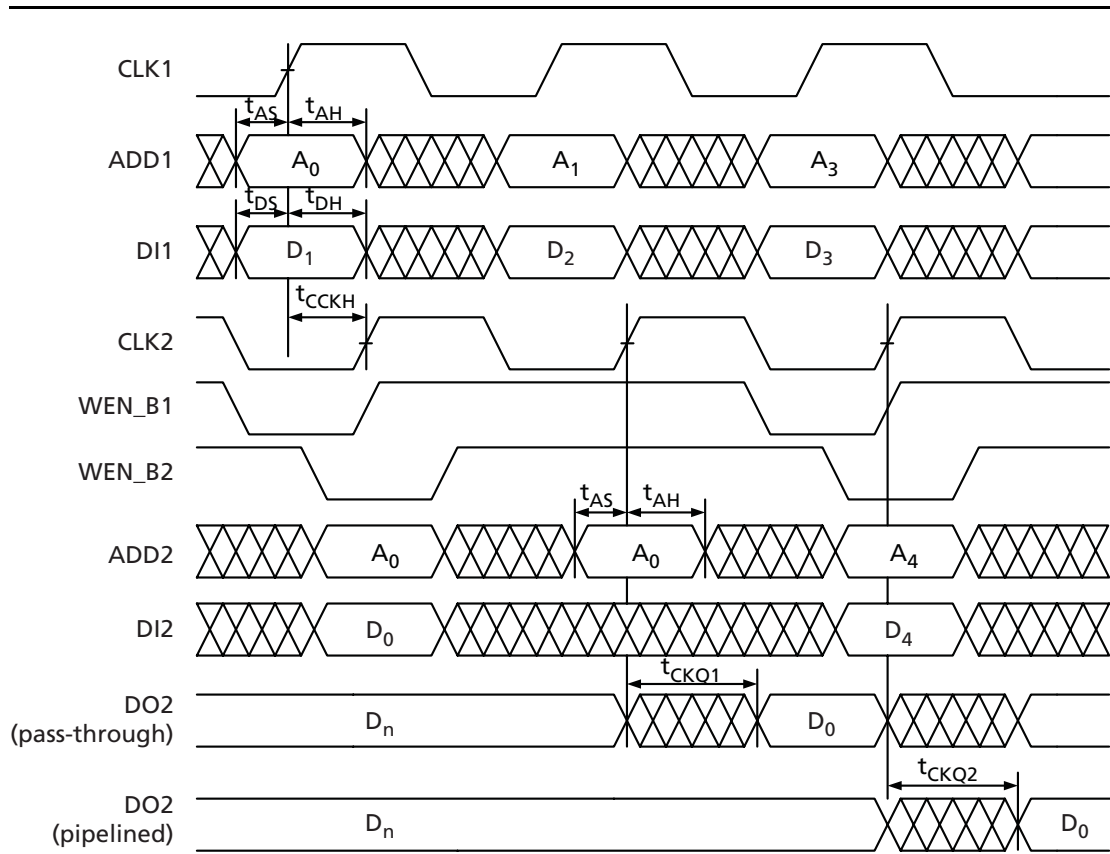 CLK1
tAS tAH
ADD1 A0 A1 A3
tDS tDH
DI1 D1 D2 D3
tCCKH
CLK2
WEN_B1
WEN_B2
tAS tAH
ADD2 A0 A0 A4
DI2 D0 D4
tCKQ1
DO2
(pass-through) Dn D0
tCKQ2
DO2
(pipelined) Dn D0